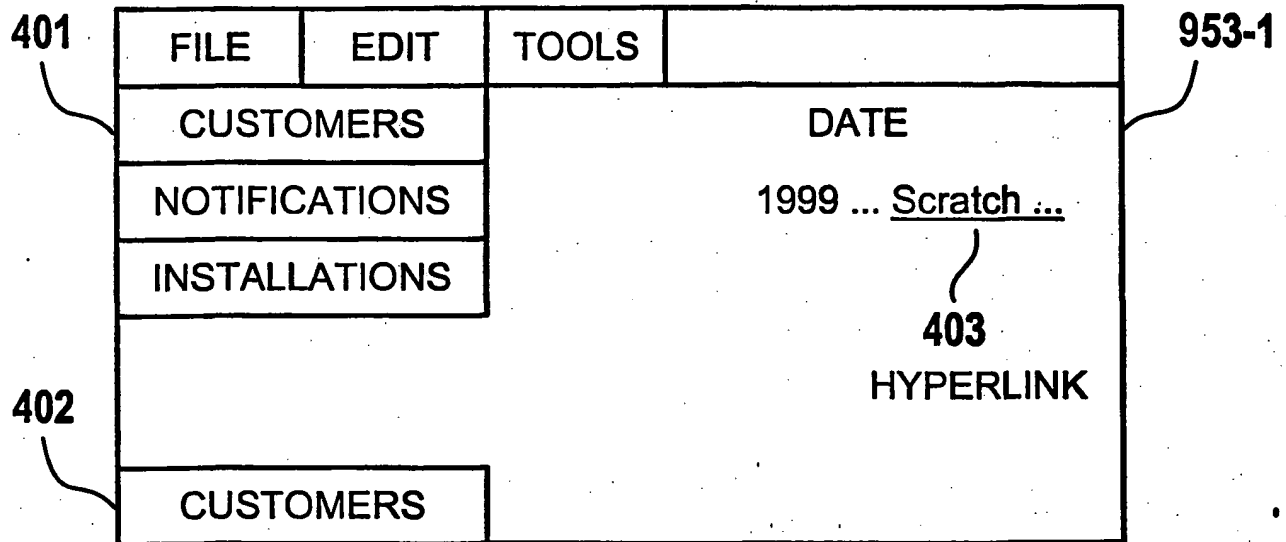 401 FILE EDIT TOOLS 953-1
CUSTOMERS DATE
NOTIFICATIONS 1999 ... Scratch ...
INSTALLATIONS
403
HYPERLINK
402
CUSTOMERS